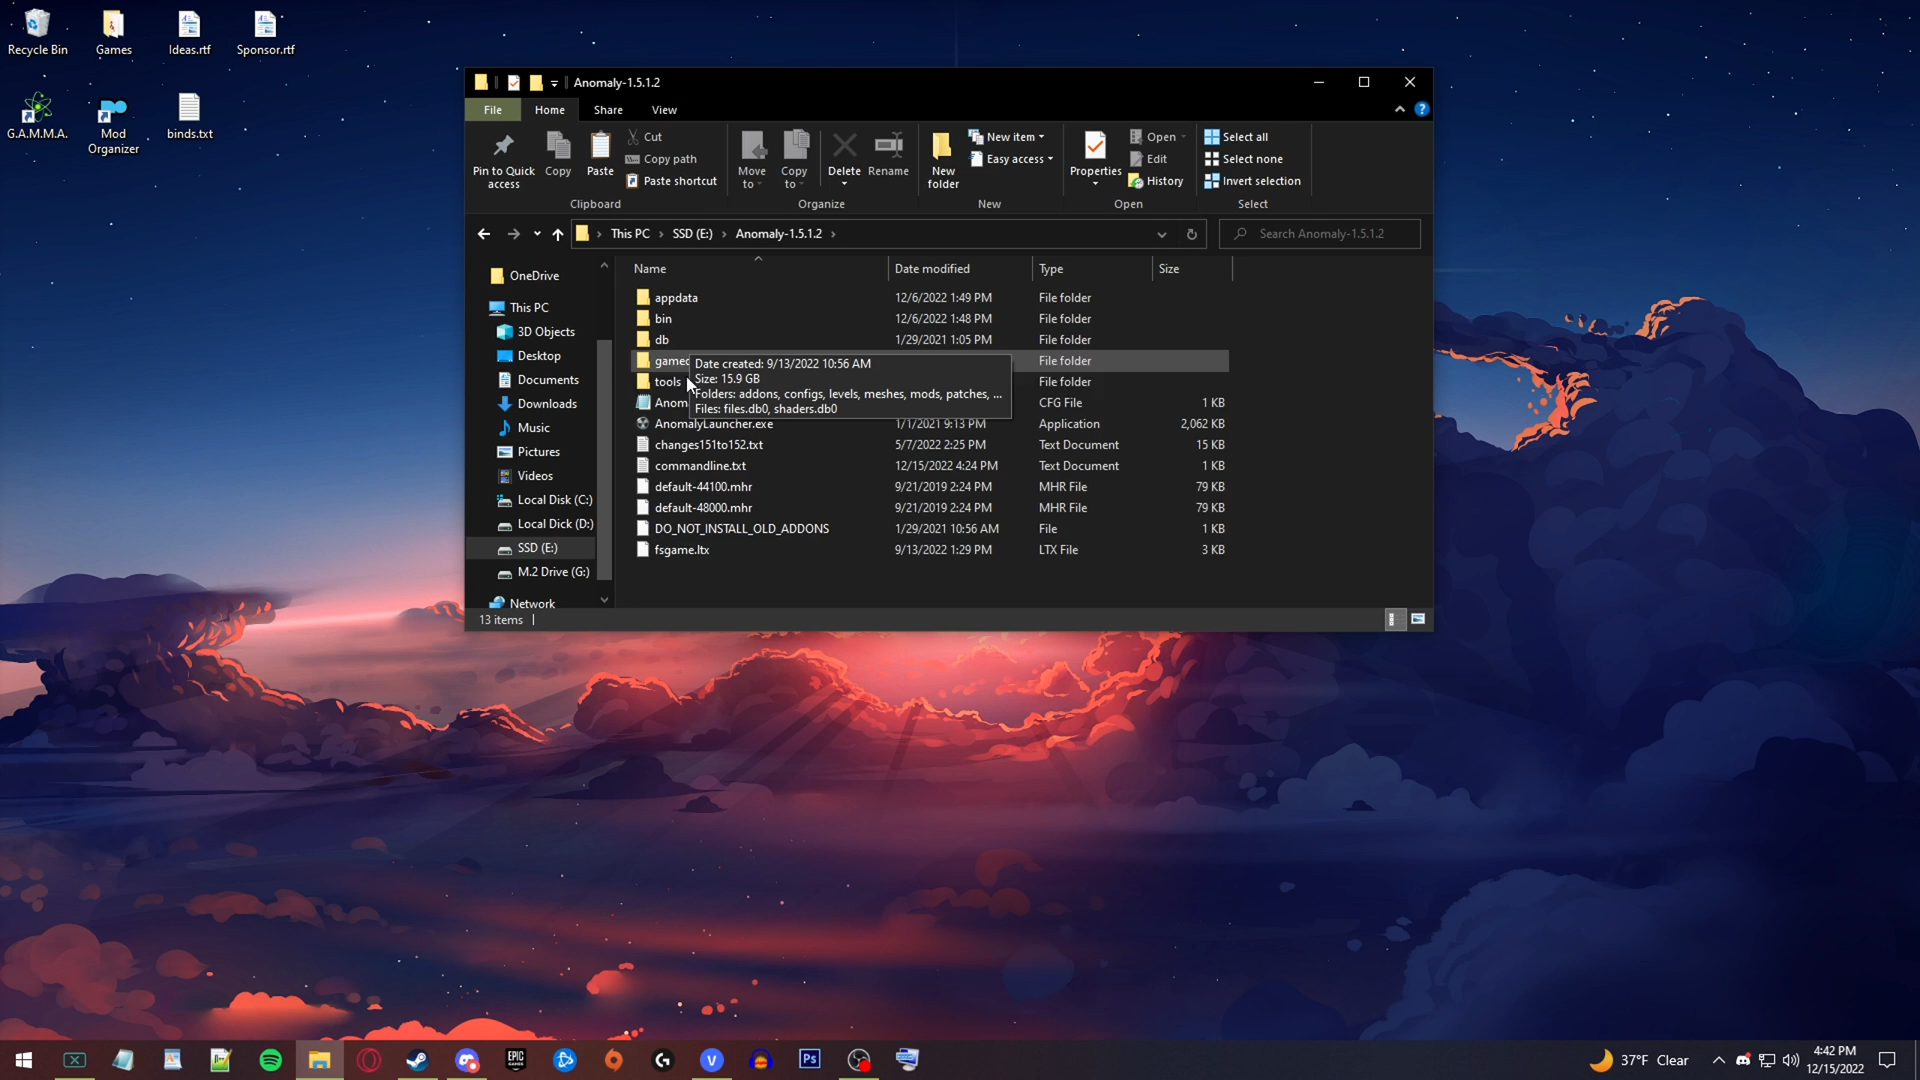 Recycle Bin
Games
Ideas.rtf
Sponsor.rtf
G.A.M.M.A.
Mod
Organizer
binds.txt
Anomaly-1.5.1.2
File Home Share View
Pin to Quick
access
Copy
Paste
Cut
Copy path
Paste shortcut
Clipboard
Move
to
Copy
to
Delete
Rename
Organize
New
folder
New item
Easy access
New
Properties
Open
Edit
History
Open
Select all
Select none
Invert selection
Select
This PC SSD (E:) Anomaly-1.5.1.2
Search Anomaly-1.5.1.2
OneDrive
This PC
3D Objects
Desktop
Documents
Downloads
Music
Pictures
Videos
Local Disk (C:)
Local Dick (D:)
SSD (E:)
M.2 Drive (G:)
Network
Name Date modified Type Size
appdata 12/6/2022 1:49 PM File folder
bin 12/6/2022 1:48 PM File folder
db 1/29/2021 1:05 PM File folder
File folder
tools File folder
CFG File 1 KB
Date created: 9/13/2022 10:56 AM
Size: 15.9 GB
Folders: addons, configs, levels, meshes, mods, patches, ...
Files: files.db0, shaders.db0
AnomalyLauncher.exe 1/1/2021 9:13 PM Application 2,062 KB
changes151to152.txt 5/7/2022 2:25 PM Text Document 15 KB
commandline.txt 12/15/2022 4:24 PM Text Document 1 KB
default-44100.mhr 9/21/2019 2:24 PM MHR File 79 KB
default-48000.mhr 9/21/2019 2:24 PM MHR File 79 KB
DO_NOT_INSTALL_OLD_ADDONS 1/29/2021 10:56 AM File 1 KB
fsgame.ltx 9/13/2022 1:29 PM LTX File 3 KB
13 items
EPIC
GAMES
V
Ps
37°F Clear
4:42 PM
12/15/2022